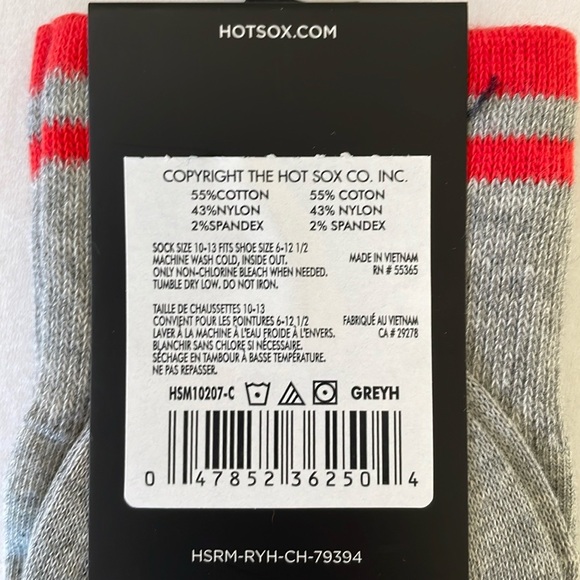 HOTSOX.COM
COPYRIGHT THE HOT SOX CO. INC.
55%COTTON 55% COTON
43%NYLON 43% NYLON
2%SPANDEX 2% SPANDEX
SOCK SIZE 10-13 FITS SHOE SIZE 6-12 1/2
MACHINE WASH COLD, INSIDE OUT. MADE IN VIETNAM
ONLY NON-CHLORINE BLEACH WHEN NEEDED. RN # 55365
TUMBLE DRY LOW. DO NOT IRON.
TAILLE DE CHAUSSETTES 10-13
CONVIENT POUR LES POINTURES 6-12 1/2 FABRIQUÉ AU VIETNAM
LAVER À LA MACHINE À L'EAU FROIDE À L'ENVERS. CA # 29278
BLANCHIR SANS CHLORE SI NÉCESSAIRE.
SÉCHAGE EN TAMBOUR À BASSE TEMPÉRATURE.
NE PAS REPASSER.
HSM10207-C GREYH
0 47852 36250 4
HSRM-RYH-CH-79394